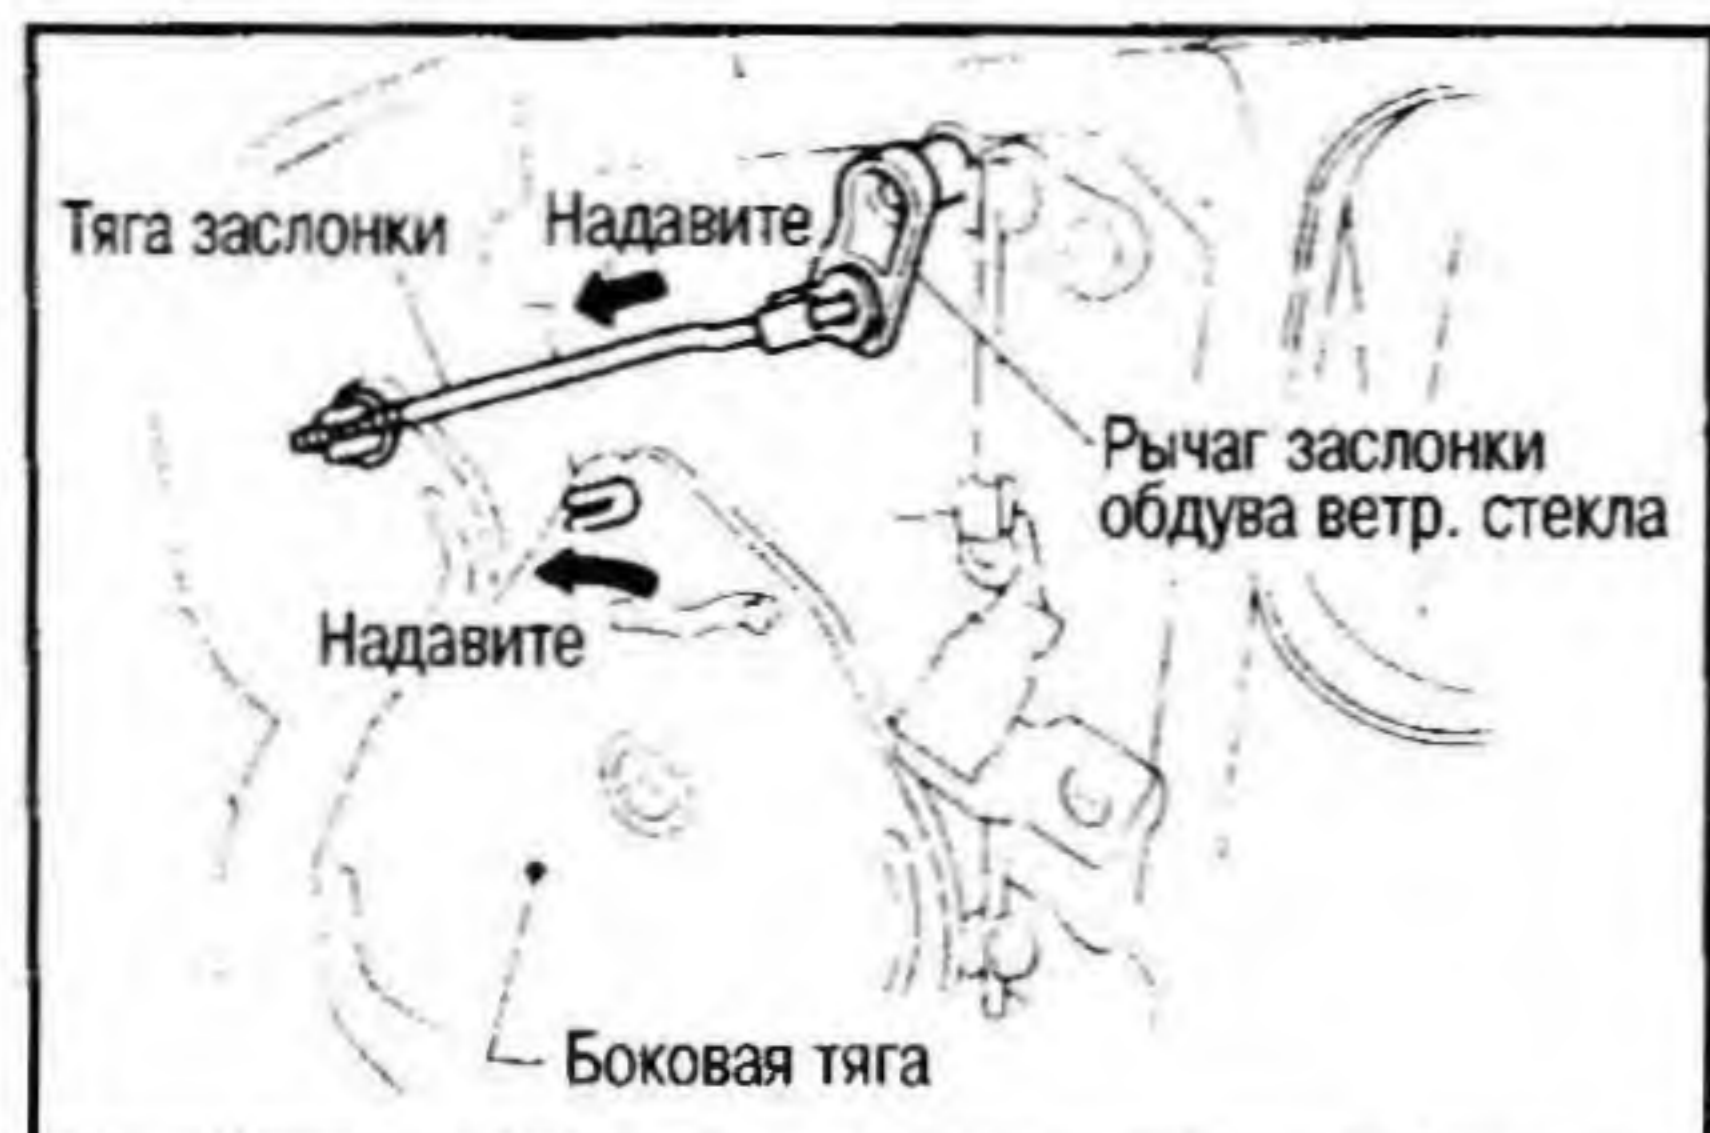 Тяга заслонки
Надавите
Рычаг заслонки
обдува ветр. стекла
Надавите
Боковая тяга